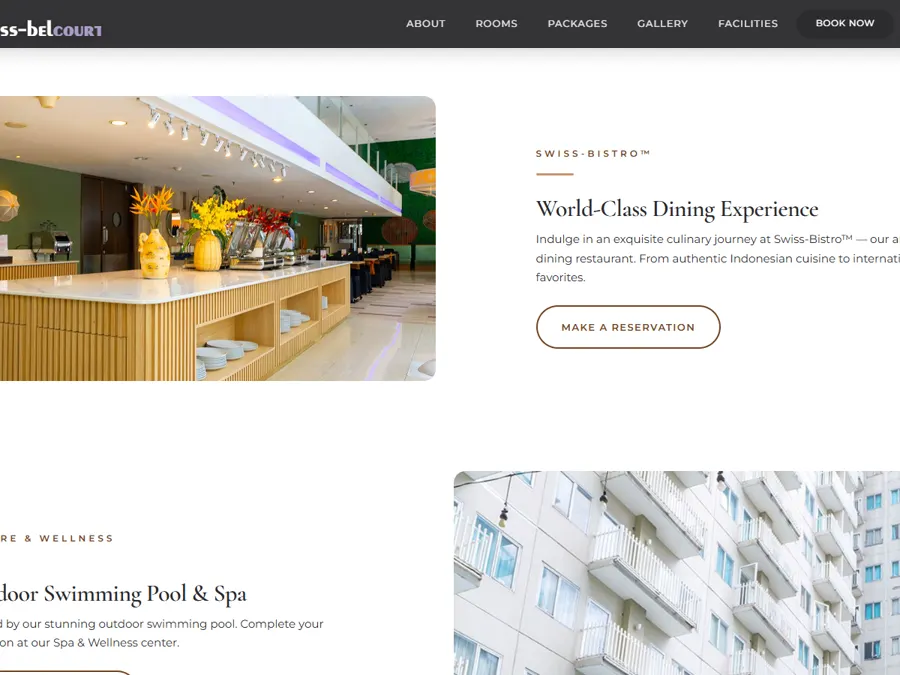 ss-belcourt
ABOUT
ROOMS
PACKAGES
GALLERY
FACILITIES
BOOK NOW
SWISS-BISTRO™
World-Class Dining Experience
Indulge in an exquisite culinary journey at Swiss-Bistro™ — our a
dining restaurant. From authentic Indonesian cuisine to internati
favorites.
MAKE A RESERVATION
RE & WELLNESS
door Swimming Pool & Spa
d by our stunning outdoor swimming pool. Complete your
on at our Spa & Wellness center.